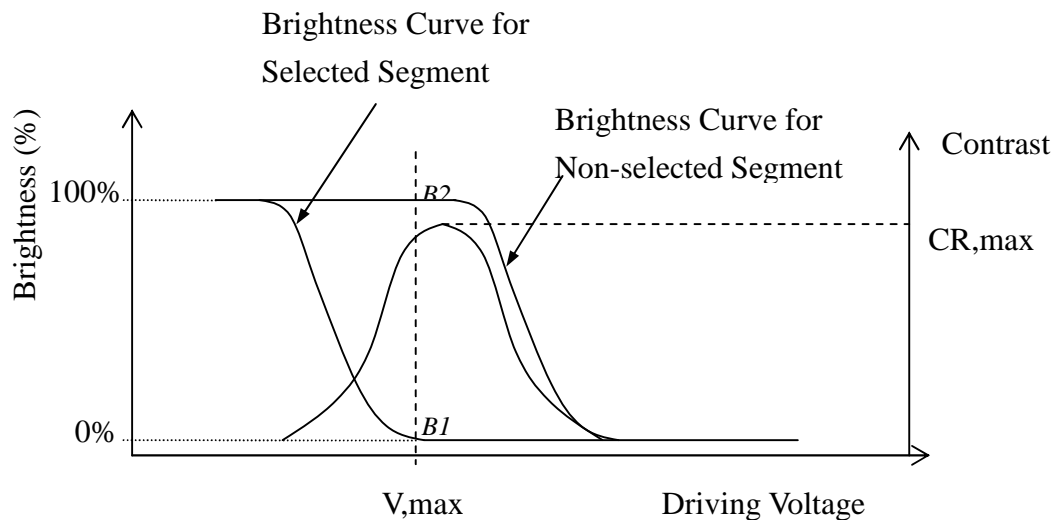 Brightness Curve for
Selected Segment
Brightness Curve for
Non-selected Segment
Contrast
Brightness (%)
100%
B2
CR,max
0%
B1
V,max
Driving Voltage